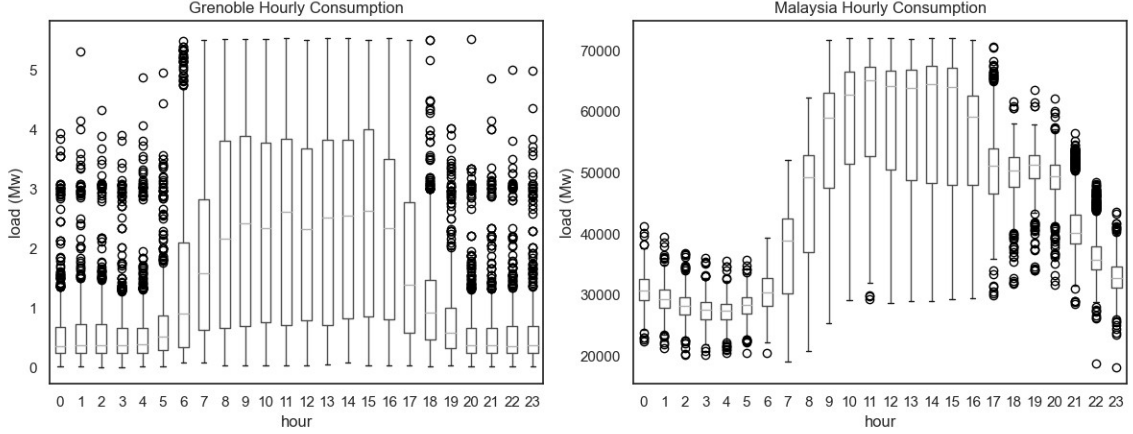 Grenoble Hourly Consumption
load (Mw)
5
4
3
2
1
0
0 1 2 3 4 5 6 7 8 9 10 11 12 13 14 15 16 17 18 19 20 21 22 23
hour
Malaysia Hourly Consumption
load (Mw)
70000
60000
50000
40000
30000
20000
0 1 2 3 4 5 6 7 8 9 10 11 12 13 14 15 16 17 18 19 20 21 22 23
hour